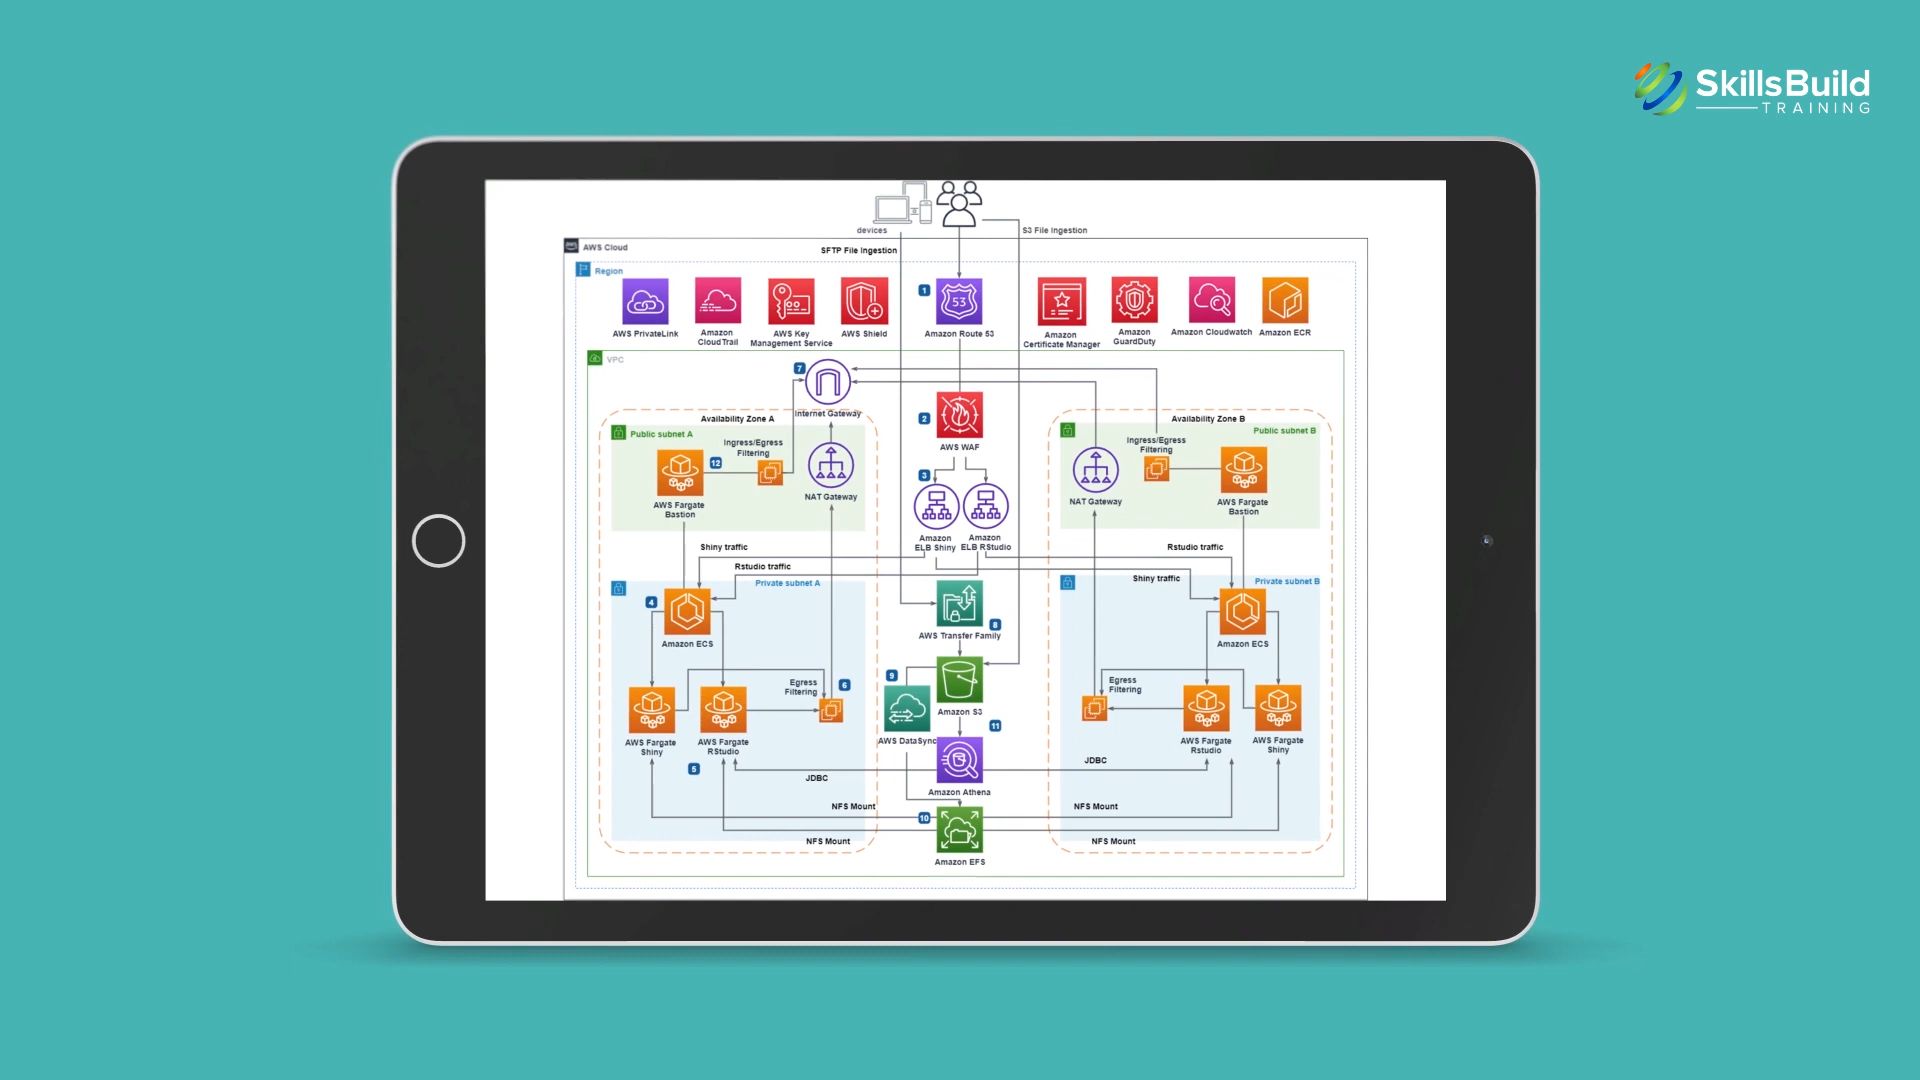 SkillsBuild
TRAINING
devices
S3 File Ingestion
SFTP File Ingestion
aws
AWS Cloud
Region
1
53
AWS PrivateLink
Amazon
CloudTrail
AWS Key
Management Service
AWS Shield
Amazon Route 53
Amazon
Certificate Manager
Amazon
GuardDuty
Amazon Cloudwatch
Amazon ECR
VPC
7
Internet Gateway
2
AWS WAF
Availability Zone A
Public subnet A
Ingress/Egress
Filtering
12
AWS Fargate
Bastion
NAT Gateway
3
Amazon
ELB Shiny
Amazon
ELB RStudio
Availability Zone B
Public subnet B
Ingress/Egress
Filtering
NAT Gateway
AWS Fargate
Bastion
Shiny traffic
Rstudio traffic
Private subnet A
4
Amazon ECS
Egress
Filtering
6
AWS Fargate
Shiny
AWS Fargate
RStudio
5
Rstudio traffic
Shiny traffic
Private subnet B
Amazon ECS
Egress
Filtering
AWS Fargate
Rstudio
AWS Fargate
Shiny
8
AWS Transfer Family
9
Amazon S3
11
AWS DataSync
Amazon Athena
JDBC
JDBC
NFS Mount
NFS Mount
10
NFS Mount
NFS Mount
Amazon EFS